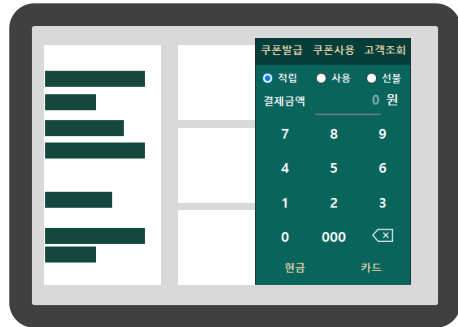 쿠폰발급 쿠폰사용 고객조회
적립 사용 선불
결제금액 0 원
7 8 9
4 5 6
1 2 3
0 000
현금 카드